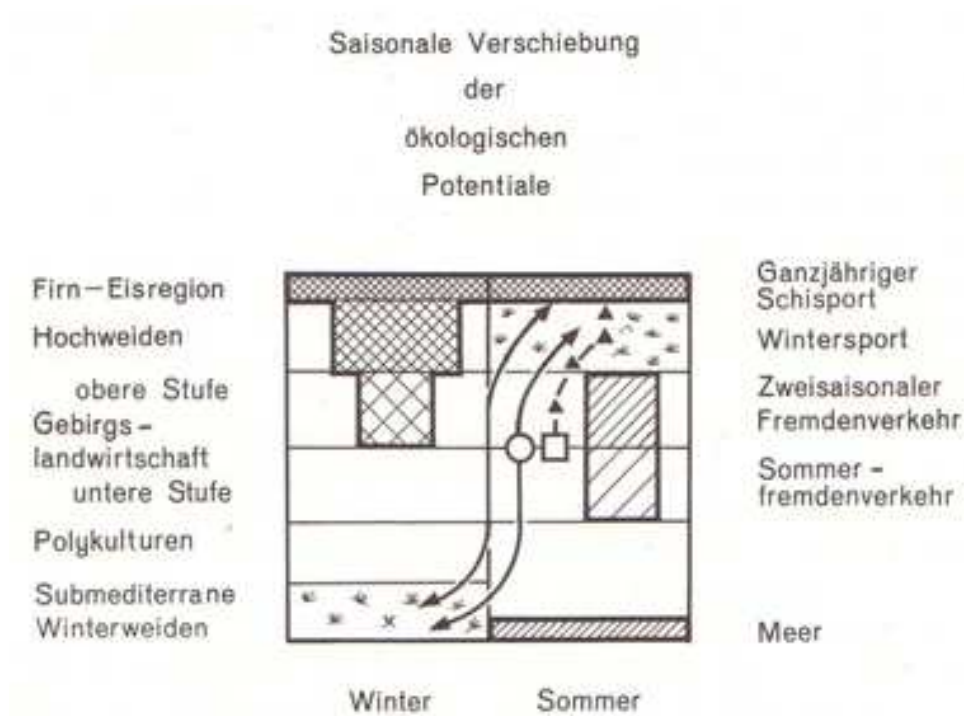 Saisonale Verschiebung
der
ökologischen
Potentiale
Firn-Eisregion
Hochweiden
obere Stufe
Gebirgs-
landwirtschaft
untere Stufe
Polykulturen
Submediterrane
Winterweiden
Ganzjähriger
Schisport
Wintersport
Zweisaisonaler
Fremdenverkehr
Sommer-
fremdenverkehr
Meer
Winter Sommer